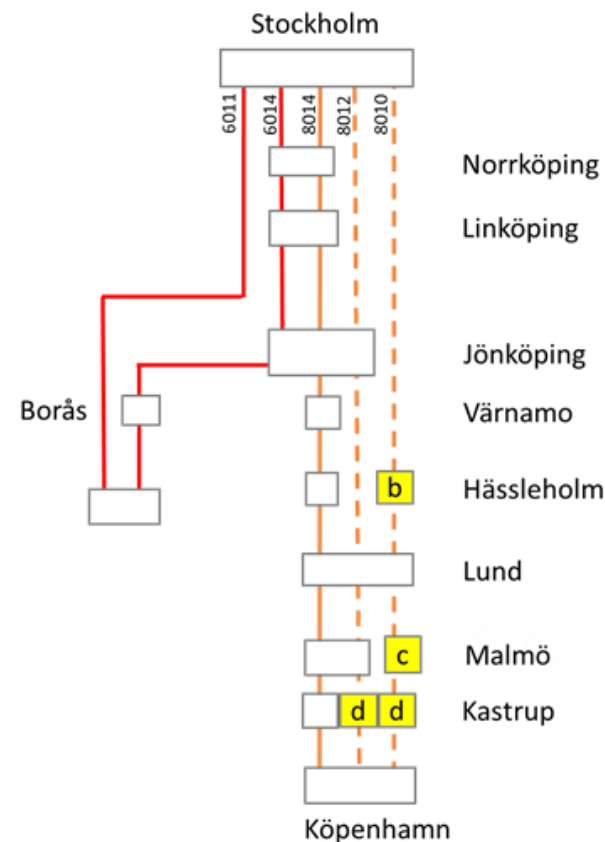 Stockholm
6011
6014
8014
8012
8010
Norrköping
Linköping
Jönköping
Borås
Värnamo
b
Hässleholm
Lund
c
Malmö
d
d
Kastrup
Köpenhamn